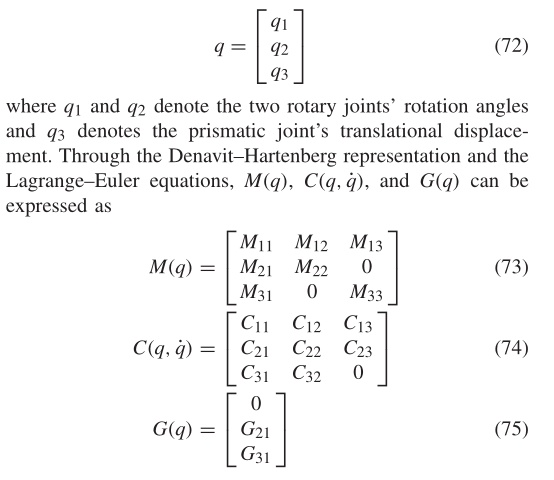 q = [ q1 q2 q3 ] (72)
where q1 and q2 denote the two rotary joints' rotation angles
and q3 denotes the prismatic joint's translational displace-
ment. Through the Denavit–Hartenberg representation and the
Lagrange–Euler equations, M(q), C(q, q̇), and G(q) can be
expressed as
M(q) = [ M11 M12 M13
M21 M22 0
M31 0 M33 ] (73)
C(q, q̇) = [ C11 C12 C13
C21 C22 C23
C31 C32 0 ] (74)
G(q) = [ 0
G21
G31 ] (75)